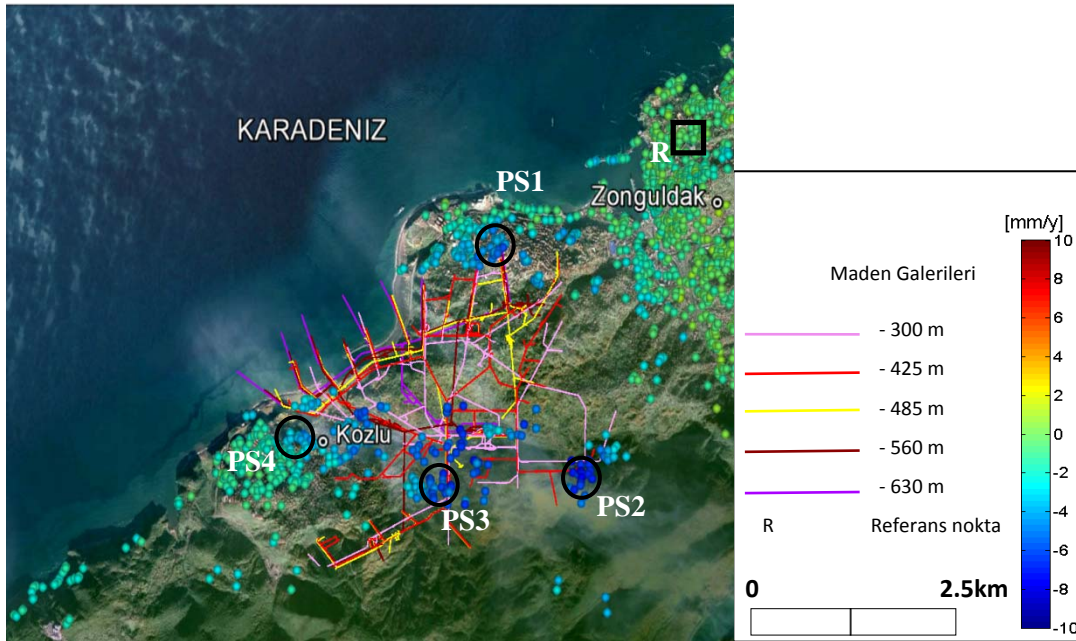 KARADENIZ
R
PS1
Zonguldak
Kozlu
PS4
PS3
PS2
[mm/y]
10
8
6
4
2
0
-2
-4
-6
-8
-10
Maden Galerileri
- 300 m
- 425 m
- 485 m
- 560 m
- 630 m
R Referans nokta
0 2.5km